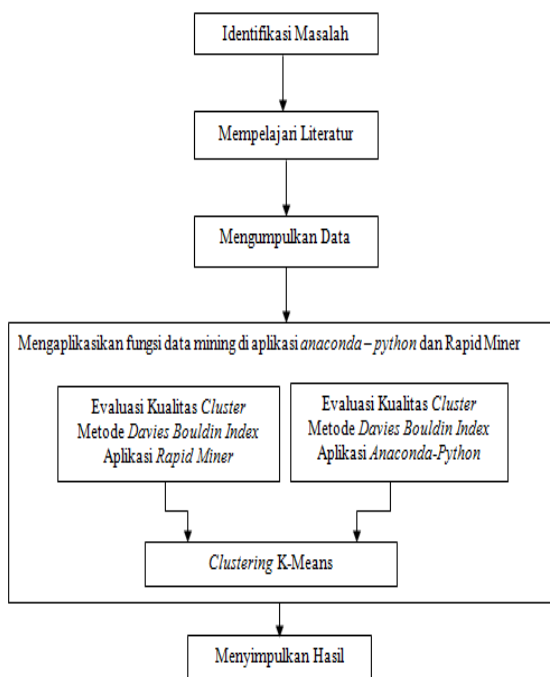 Identifikasi Masalah
Mempelajari Literatur
Mengumpulkan Data
Mengaplikasikan fungsi data mining di aplikasi anaconda – python dan Rapid Miner
Evaluasi Kualitas Cluster
Metode Davies Bouldin Index
Aplikasi Rapid Miner
Evaluasi Kualitas Cluster
Metode Davies Bouldin Index
Aplikasi Anaconda-Python
Clustering K-Means
Menyimpulkan Hasil